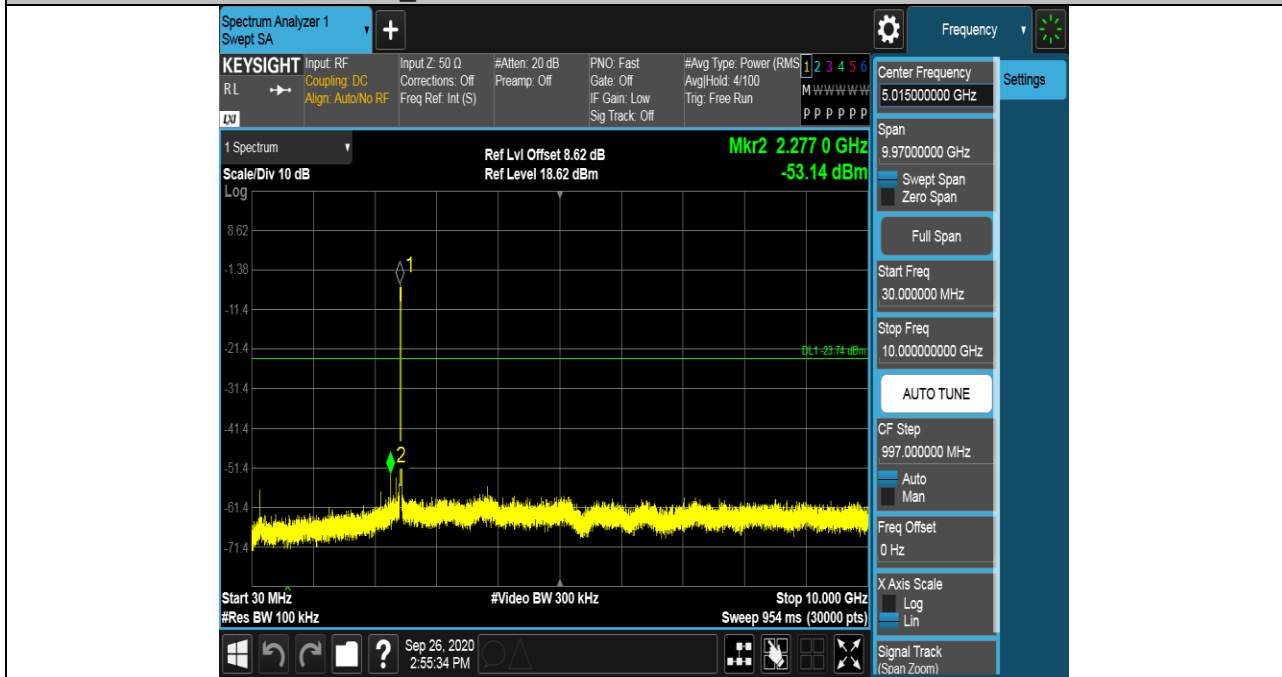 Spectrum Analyzer 1
Swept SA
+
Frequency
KEYSIGHT
RL
LXI
Input: RF
Coupling: DC
Align: Auto/No RF
Input Z: 50 Ω
Corrections: Off
Freq Ref: Int (S)
#Atten: 20 dB
Preamp: Off
PNO: Fast
Gate: Off
IF Gain: Low
Sig Track: Off
#Avg Type: Power (RMS
Avg|Hold: 4/100
Trig: Free Run
1 2 3 4 5 6
M W W W W W
P P P P P P
1 Spectrum
Scale/Div 10 dB
Ref Lvl Offset 8.62 dB
Ref Level 18.62 dBm
Mkr2 2.277 0 GHz
-53.14 dBm
Log
8.62
-1.38
-11.4
-21.4
-31.4
-41.4
-51.4
-61.4
-71.4
1
2
DL1 -23.74 dBm
Start 30 MHz
#Res BW 100 kHz
#Video BW 300 kHz
Stop 10.000 GHz
Sweep 954 ms (30000 pts)
?
Sep 26, 2020
2:55:34 PM
Center Frequency
5.015000000 GHz
Settings
Span
9.97000000 GHz
Swept Span
Zero Span
Full Span
Start Freq
30.000000 MHz
Stop Freq
10.000000000 GHz
AUTO TUNE
CF Step
997.000000 MHz
Auto
Man
Freq Offset
0 Hz
X Axis Scale
Log
Lin
Signal Track
(Span Zoom)